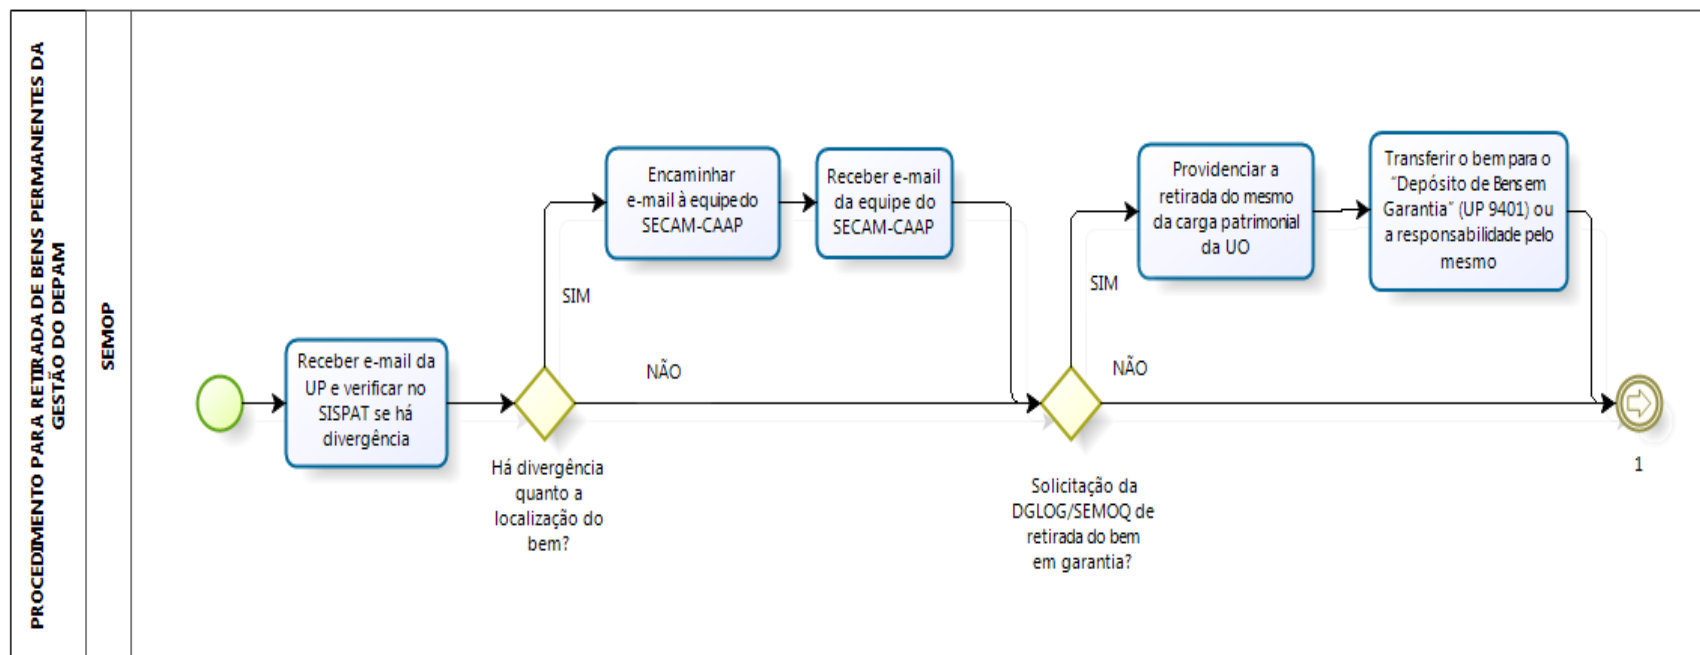 PROCEDIMENTO PARA RETIRADA DE BENS PERMANENTES DA
GESTÃO DO DEPAM
SEMOP
Receber e-mail da
UP e verificar no
SISPAT se há
divergência
Há divergência
quanto a
localização do
bem?
SIM
NÃO
Encaminhar
e-mail à equipe do
SECAM-CAAP
Receber e-mail
da equipe do
SECAM-CAAP
Solicitação da
DGLOG/SEMOQ de
retirada do bem
em garantia?
SIM
NÃO
Providenciar a
retirada do mesmo
da carga patrimonial
da UO
Transferir o bem para o
“Depósito de Bens em
Garantia” (UP 9401) ou
a responsabilidade pelo
mesmo
1